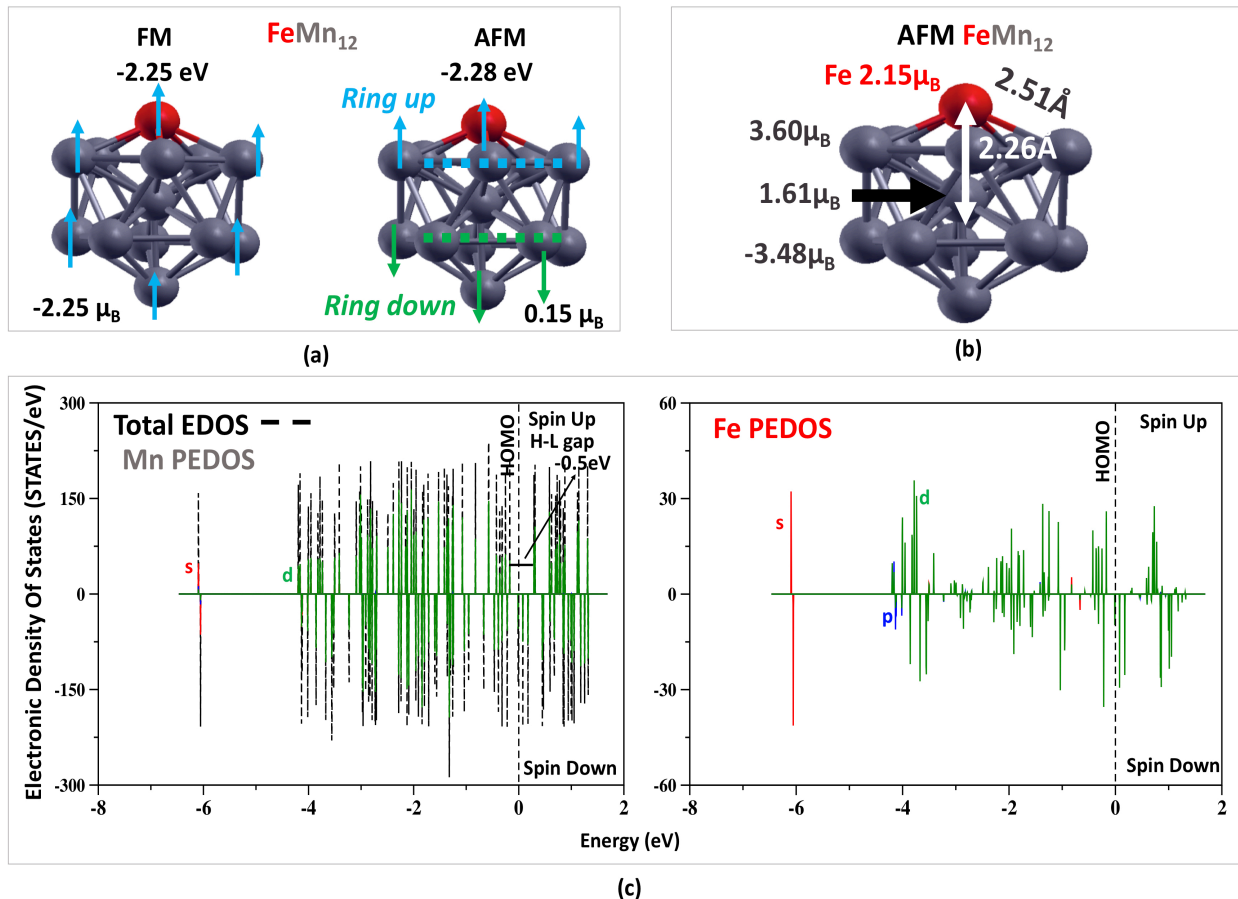 FM
FeMn₁₂
AFM
-2.25 eV
-2.28 eV
Ring up
Ring down
-2.25 μB
0.15 μB
(a)
AFM FeMn₁₂
Fe 2.15μB
2.51Å
3.60μB
2.26Å
1.61μB
-3.48μB
(b)
Electronic Density Of States (STATES/eV)
300
150
0
-150
-300
Total EDOS
Mn PEDOS
s
d
HOMO
Spin Up
H-L gap
-0.5eV
Spin Down
-8
-6
-4
-2
0
2
60
30
0
-30
-60
Fe PEDOS
s
d
p
HOMO
Spin Up
Spin Down
-8
-6
-4
-2
0
2
Energy (eV)
(c)